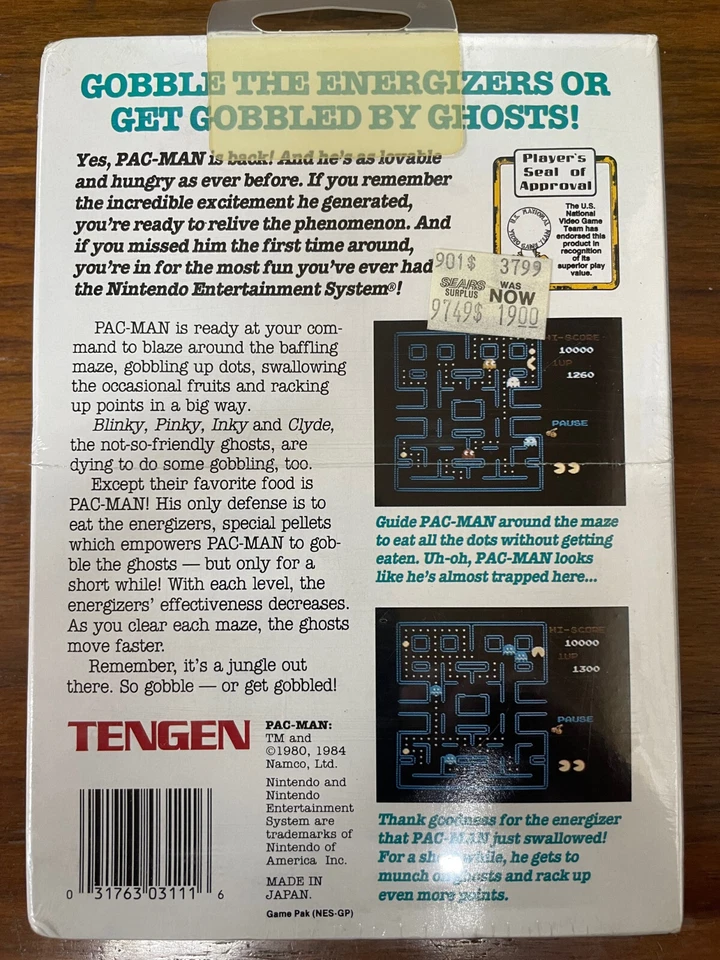 GOBBLE THE ENERGIZERS OR
GET GOBBLED BY GHOSTS!
Yes, PAC-MAN is back! And he's as lovable
and hungry as ever before. If you remember
the incredible excitement he generated,
you're ready to relive the phenomenon. And
if you missed him the first time around,
you're in for the most fun you've ever had
the Nintendo Entertainment System®!
Player's
Seal of
Approval
The U.S.
National
Video Game
Team has
endorsed this
product in
recognition
of its
superior play
value.
901$ 3799
SEARS WAS
SURPLUS NOW
9749$ 1900
PAC-MAN is ready at your com-
mand to blaze around the baffling
maze, gobbling up dots, swallowing
the occasional fruits and racking
up points in a big way.
Blinky, Pinky, Inky and Clyde,
the not-so-friendly ghosts, are
dying to do some gobbling, too.
Except their favorite food is
PAC-MAN! His only defense is to
eat the energizers, special pellets
which empowers PAC-MAN to gob-
ble the ghosts — but only for a
short while! With each level, the
energizers' effectiveness decreases.
As you clear each maze, the ghosts
move faster.
Remember, it's a jungle out
there. So gobble — or get gobbled!
HI-SCORE
10000
1UP
1260
PAUSE
Guide PAC-MAN around the maze
to eat all the dots without getting
eaten. Uh-oh, PAC-MAN looks
like he's almost trapped here...
HI-SCORE
10000
1UP
1300
PAUSE
Thank goodness for the energizer
that PAC-MAN just swallowed!
For a short while, he gets to
munch on ghosts and rack up
even more points.
TENGEN
PAC-MAN:
TM and
©1980, 1984
Namco, Ltd.
Nintendo and
Nintendo
Entertainment
System are
trademarks of
Nintendo of
America Inc.
MADE IN
JAPAN.
Game Pak (NES-GP)
0 31763 03111 6